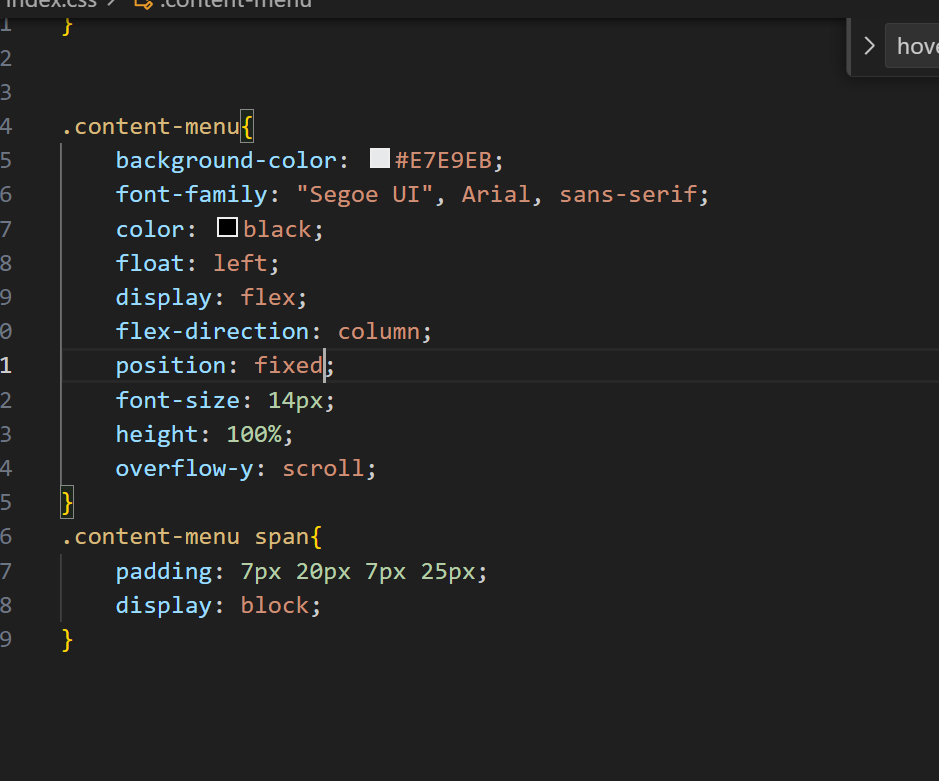 index.css > .content-menu
1 }
2
3
4 .content-menu{
5 background-color: #E7E9EB;
6 font-family: "Segoe UI", Arial, sans-serif;
7 color: black;
8 float: left;
9 display: flex;
0 flex-direction: column;
1 position: fixed;
2 font-size: 14px;
3 height: 100%;
4 overflow-y: scroll;
5 }
6 .content-menu span{
7 padding: 7px 20px 7px 25px;
8 display: block;
9 }
> hove